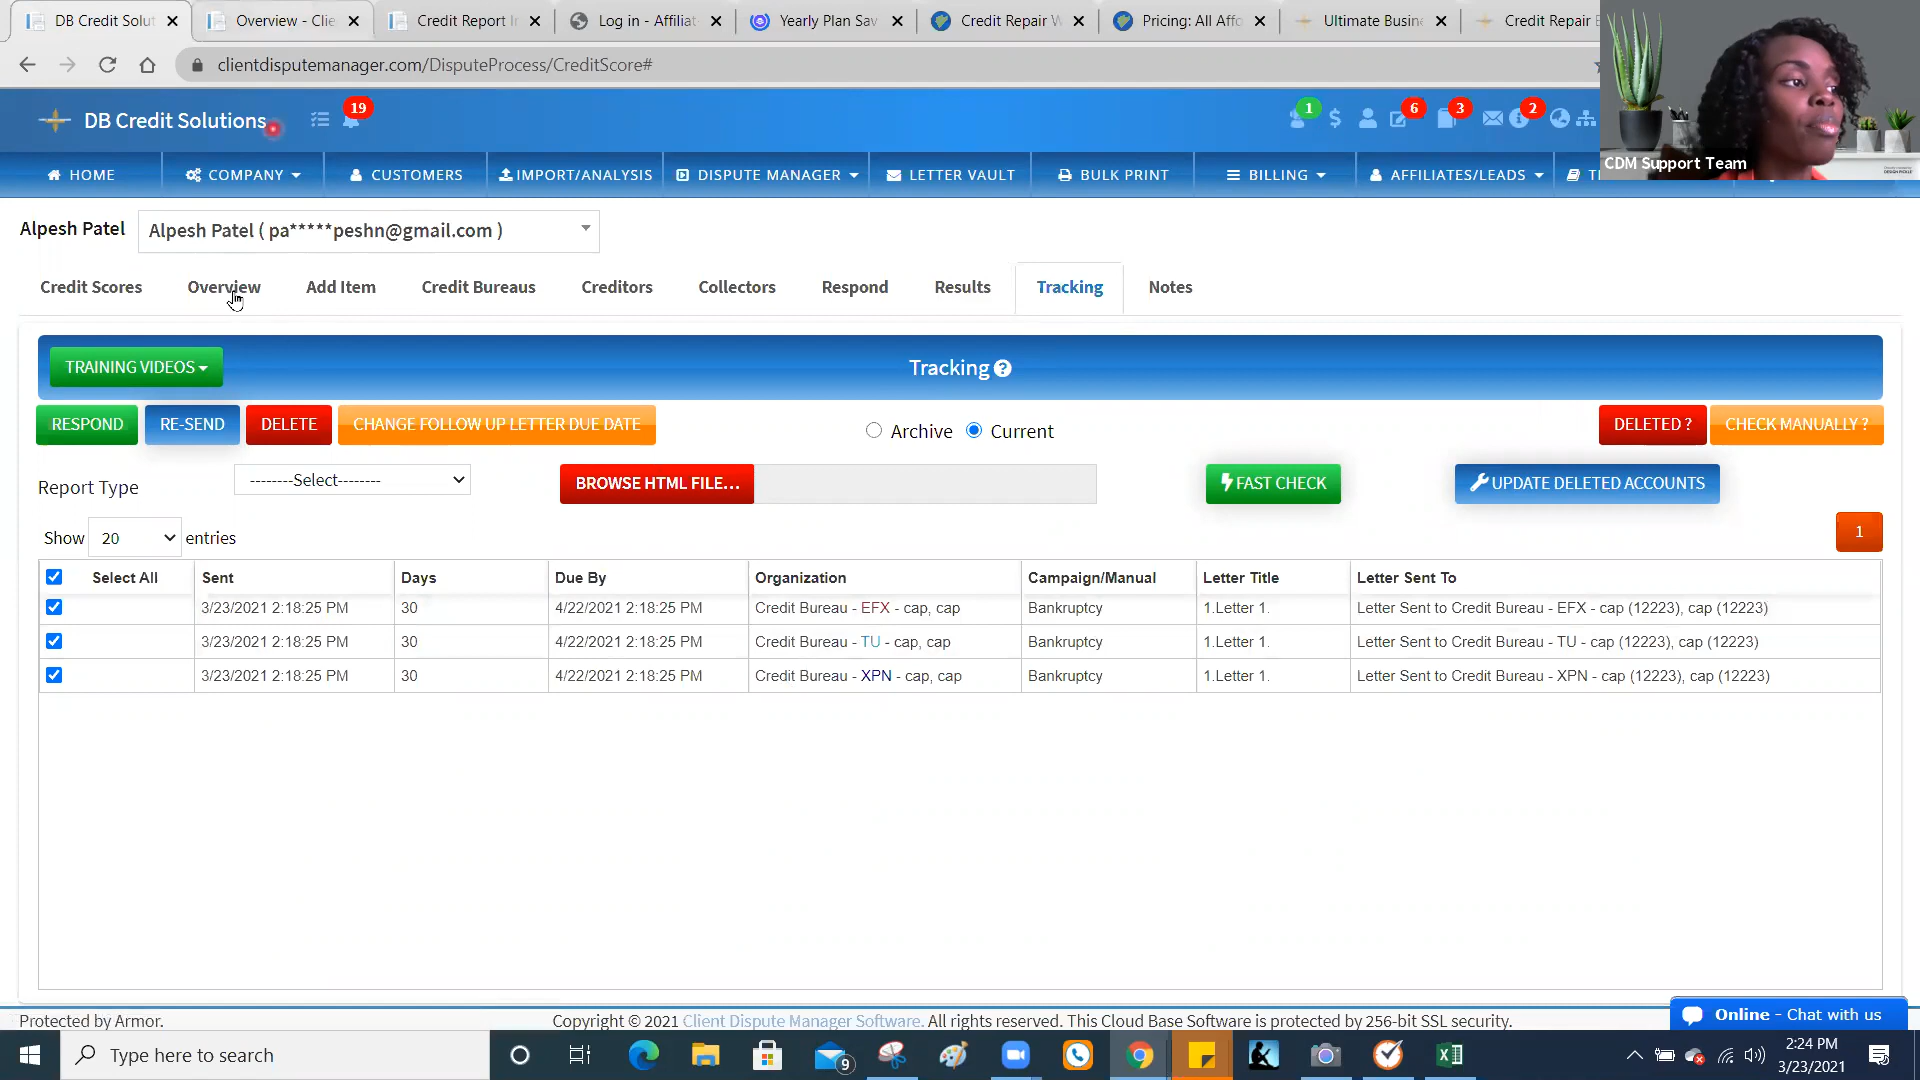 DB Credit Solut
Overview - Clie
Credit Report I
Log in - Affiliat
Yearly Plan Sav
Credit Repair W
Pricing: All Affo
Ultimate Busin
Credit Repair
clientdisputemanager.com/DisputeProcess/CreditScore#
DB Credit Solutions
19
1
6
3
2
CDM Support Team
HOME
COMPANY
CUSTOMERS
IMPORT/ANALYSIS
DISPUTE MANAGER
LETTER VAULT
BULK PRINT
BILLING
AFFILIATES/LEADS
Alpesh Patel
Alpesh Patel ( pa*****peshn@gmail.com )
Credit Scores
Overview
Add Item
Credit Bureaus
Creditors
Collectors
Respond
Results
Tracking
Notes
TRAINING VIDEOS
Tracking ?
RESPOND
RE-SEND
DELETE
CHANGE FOLLOW UP LETTER DUE DATE
Archive
Current
DELETED ?
CHECK MANUALLY ?
Report Type
--------Select--------
BROWSE HTML FILE...
FAST CHECK
UPDATE DELETED ACCOUNTS
Show 20 entries
1
Select All Sent Days Due By Organization Campaign/Manual Letter Title Letter Sent To
3/23/2021 2:18:25 PM 30 4/22/2021 2:18:25 PM Credit Bureau - EFX - cap, cap Bankruptcy 1.Letter 1. Letter Sent to Credit Bureau - EFX - cap (12223), cap (12223)
3/23/2021 2:18:25 PM 30 4/22/2021 2:18:25 PM Credit Bureau - TU - cap, cap Bankruptcy 1.Letter 1. Letter Sent to Credit Bureau - TU - cap (12223), cap (12223)
3/23/2021 2:18:25 PM 30 4/22/2021 2:18:25 PM Credit Bureau - XPN - cap, cap Bankruptcy 1.Letter 1. Letter Sent to Credit Bureau - XPN - cap (12223), cap (12223)
Protected by Armor.
Copyright © 2021 Client Dispute Manager Software. All rights reserved. This Cloud Base Software is protected by 256-bit SSL security.
Online - Chat with us
Type here to search
9
2:24 PM
3/23/2021